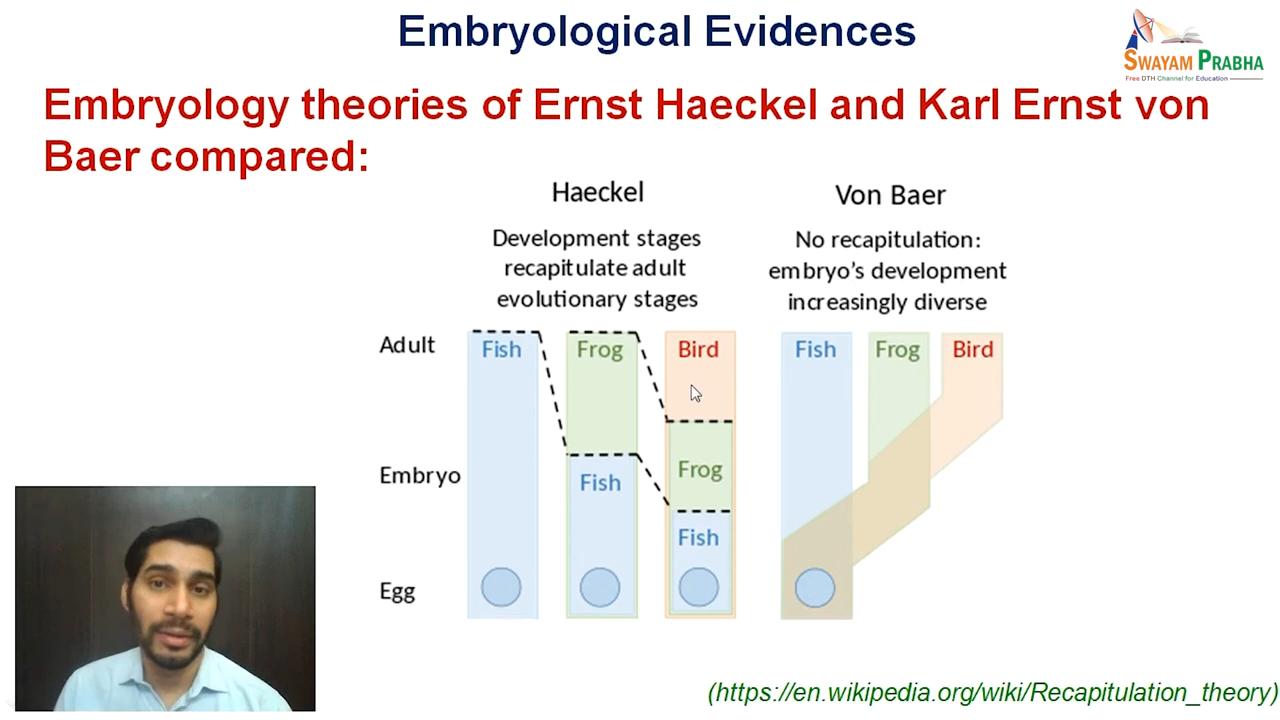 Embryological Evidences
SWAYAM PRABHA
Free DTH Channel for Education
Embryology theories of Ernst Haeckel and Karl Ernst von
Baer compared:
Haeckel
Development stages
recapitulate adult
evolutionary stages
Von Baer
No recapitulation:
embryo's development
increasingly diverse
Adult
Fish
Frog
Bird
Fish
Frog
Bird
Embryo
Fish
Frog
Fish
Egg
(https://en.wikipedia.org/wiki/Recapitulation_theory)